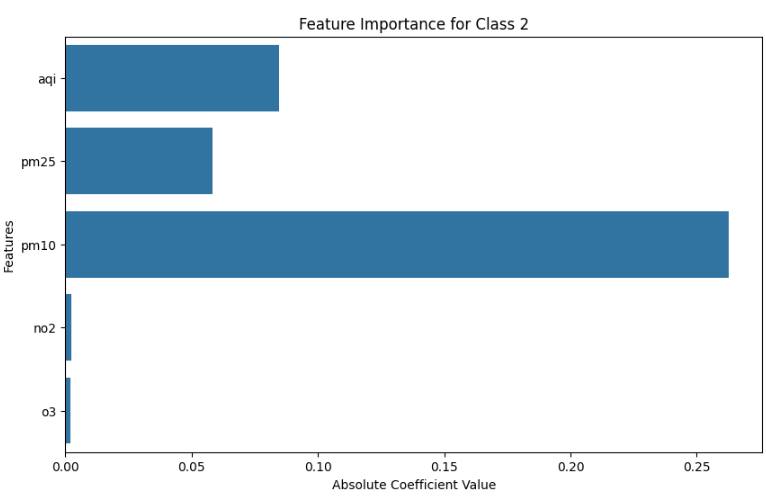 Feature Importance for Class 2
Features
aqi
pm25
pm10
no2
o3
0.00 0.05 0.10 0.15 0.20 0.25
Absolute Coefficient Value